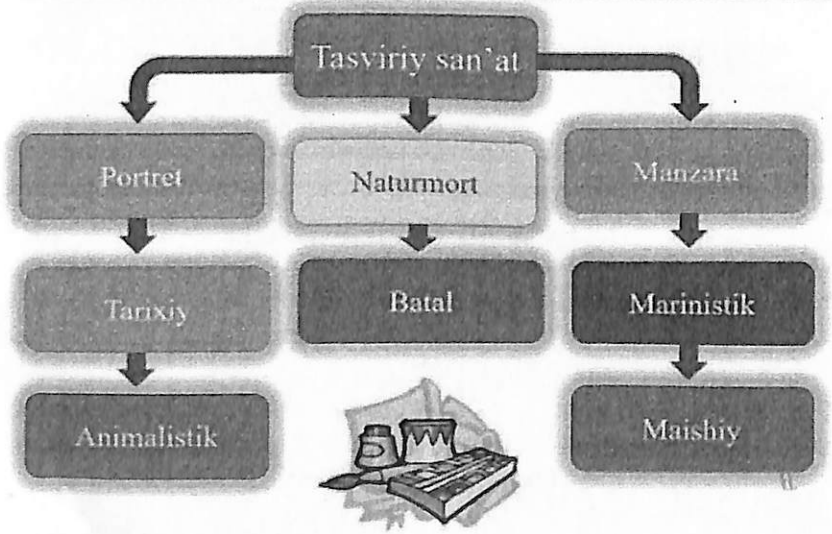 Tasviriy san'at
Portret
Naturmort
Manzara
Tarixiy
Batal
Marinistik
Animalistik
Maishiy